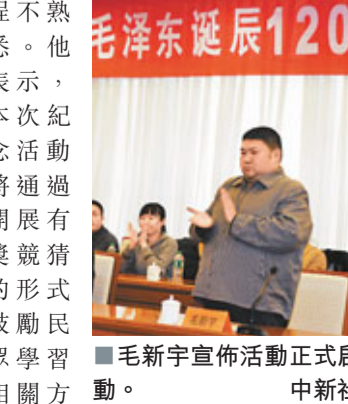 程不熟
悉。他
表示，
本次紀
念活動
將通過
開展有
獎競猜
的形式
鼓勵民
眾學習
相關方
毛泽东诞辰120
■毛新宇宣佈活動正式啟
動。 中新社